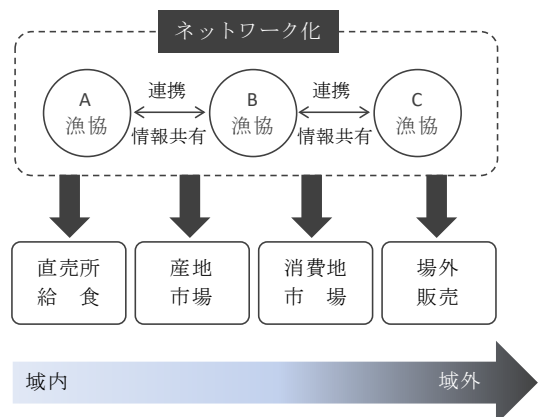 ネットワーク化
A
漁協
連携
情報共有
B
漁協
連携
情報共有
C
漁協
直売所
給　食
産地
市場
消費地
市　場
場外
販売
域内
域外